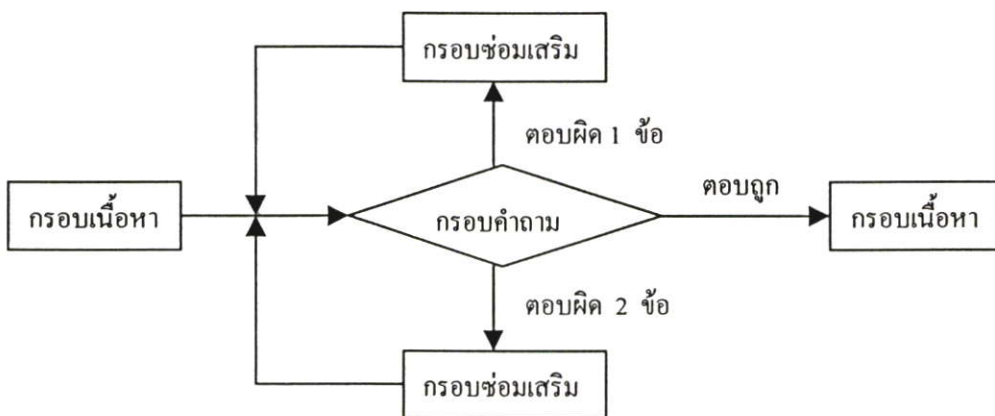 กรอบซ่อมเสริม
ตอบผิด 1 ข้อ
กรอบเนื้อหา
กรอบคำถาม
ตอบถูก
กรอบเนื้อหา
ตอบผิด 2 ข้อ
กรอบซ่อมเสริม